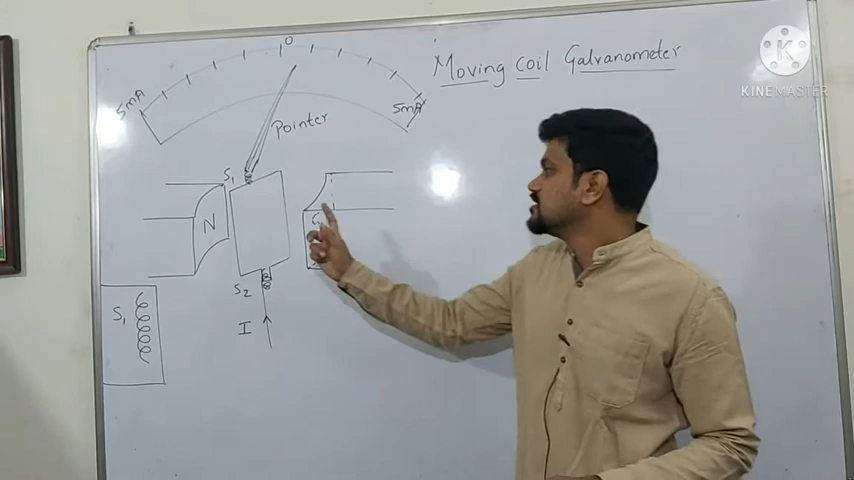 Moving coil Galvanometer
K
KINEMASTER
0
5mA
5mA
Pointer
S₁
N
S₂
I
S₁